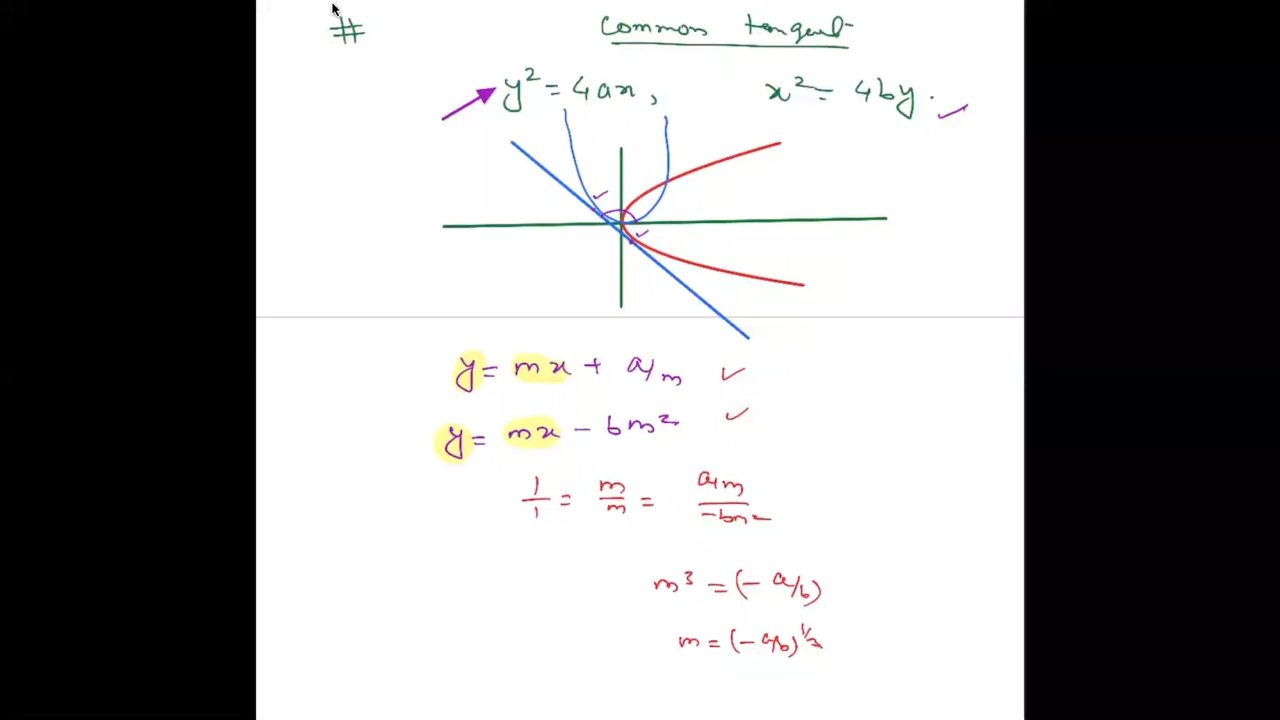 # Common tangent
y² = 4ax, x² = 4by.
y = mx + a/m
y = mx - bm²
1/1 = m/m = a/m / -bm²
m³ = (- a/b)
m = (- a/b)^1/3